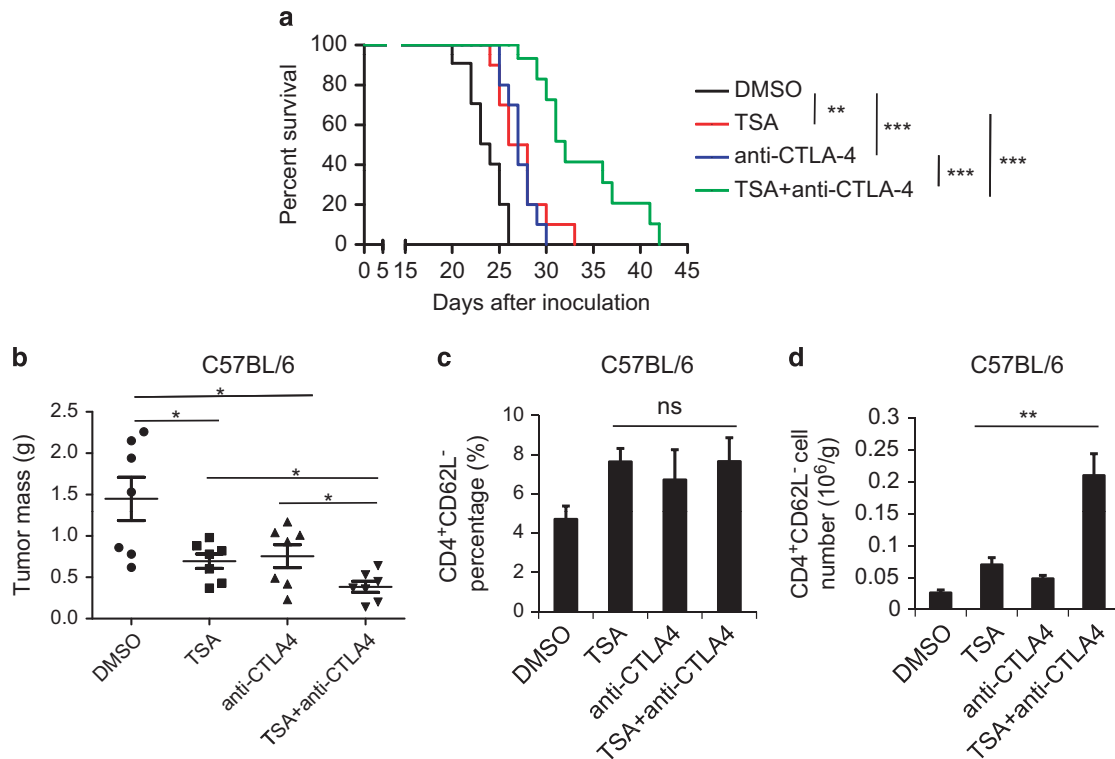 a
100
80
60
40
20
0
Percent survival
0 5 15 20 25 30 35 40 45
Days after inoculation
DMSO
TSA
anti-CTLA-4
TSA+anti-CTLA-4
**
***
***
***
b
C57BL/6
Tumor mass (g)
2.5
2.0
1.5
1.0
0.5
0.0
*
*
*
*
DMSO
TSA
anti-CTLA4
TSA+anti-CTLA4
c
C57BL/6
CD4+CD62L-
percentage (%)
10
8
6
4
2
0
ns
DMSO
TSA
anti-CTLA4
TSA+anti-CTLA4
d
C57BL/6
CD4+CD62L- cell
number (10⁶/g)
0.3
0.25
0.20
0.15
0.1
0.05
0
**
DMSO
TSA
anti-CTLA4
TSA+anti-CTLA4